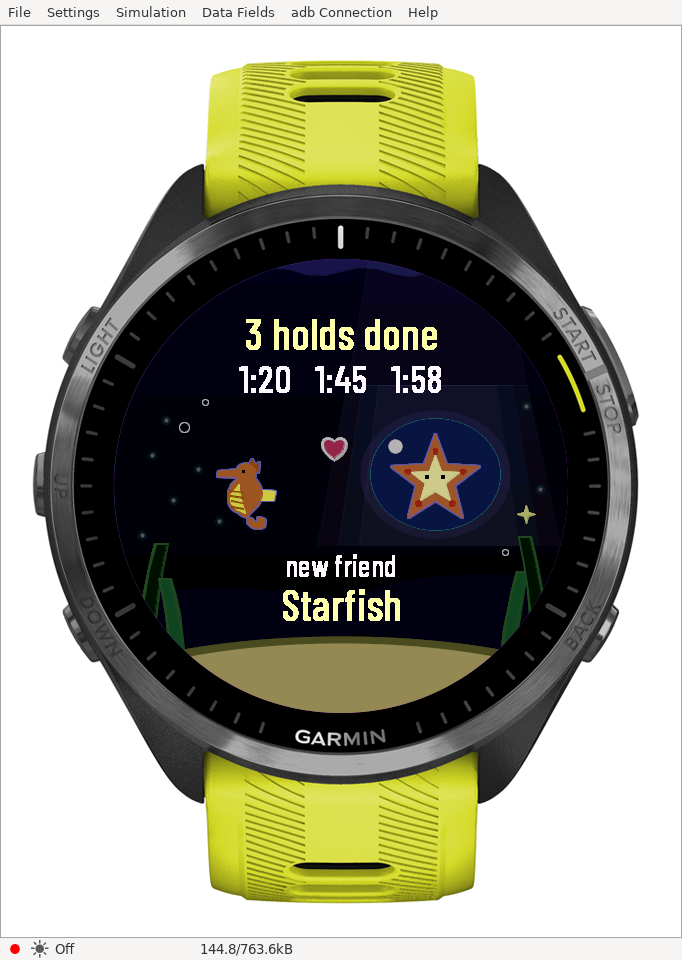 File Settings Simulation Data Fields adb Connection Help
LIGHT
START
STOP
UP
DOWN
BACK
3 holds done
1:20 1:45 1:58
new friend
Starfish
GARMIN
Off 144.8/763.6kB